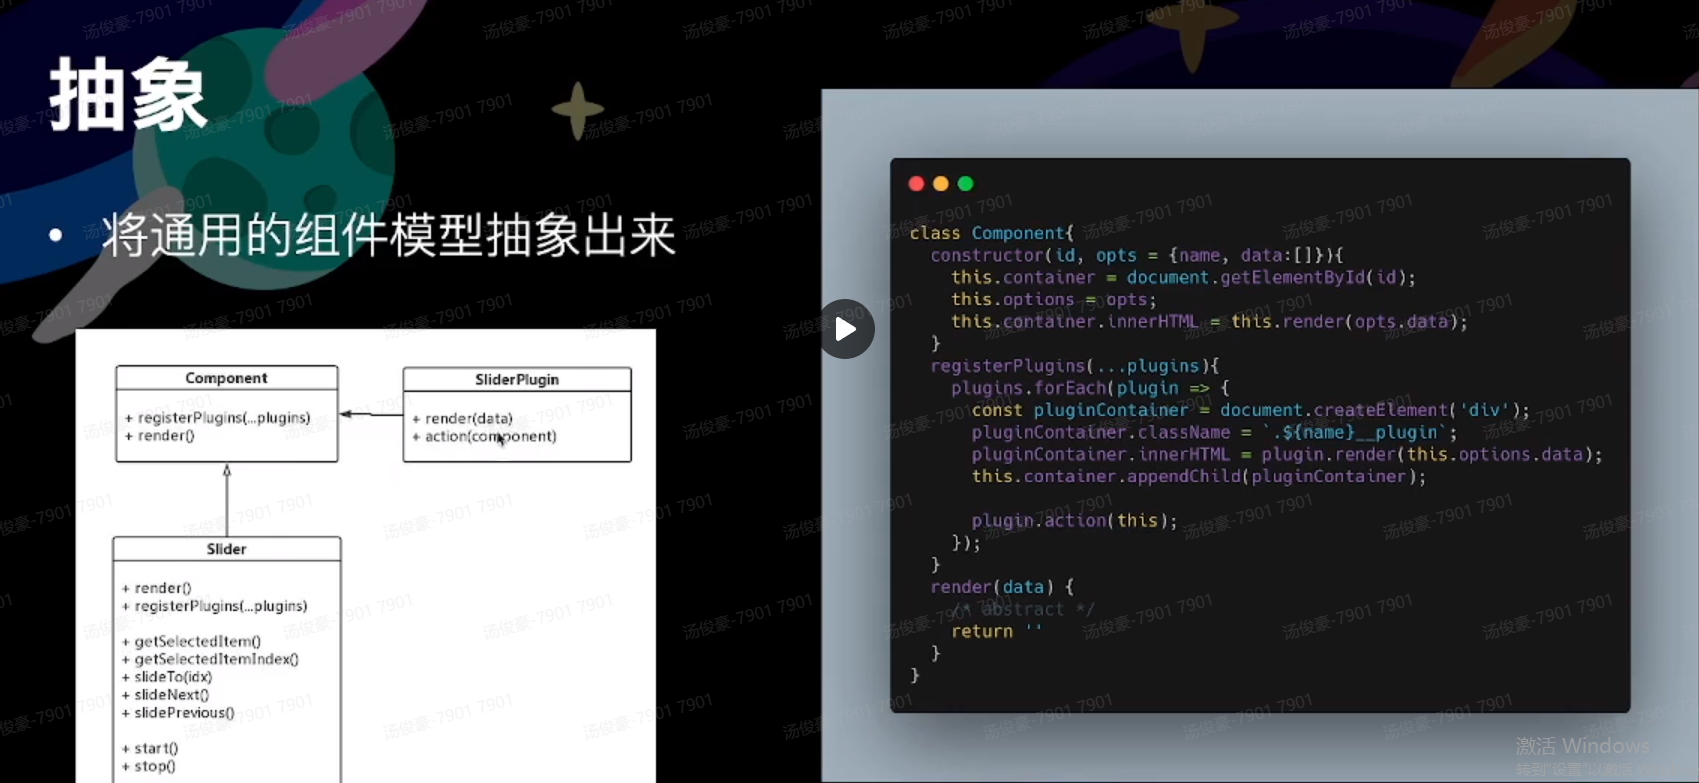 抽象
• 将通用的组件模型抽象出来
Component
+ registerPlugins(...plugins)
+ render()
SliderPlugin
+ render(data)
+ action(component)
Slider
+ render()
+ registerPlugins(...plugins)
+ getSelectedItem()
+ getSelectedItemIndex()
+ slideTo(idx)
+ slideNext()
+ slidePrevious()
+ start()
+ stop()
class Component{
constructor(id, opts = {name, data:[]}){
this.container = document.getElementById(id);
this.options = opts;
this.container.innerHTML = this.render(opts.data);
}
registerPlugins(...plugins){
plugins.forEach(plugin => {
const pluginContainer = document.createElement('div');
pluginContainer.className = `.${name}__plugin`;
pluginContainer.innerHTML = plugin.render(this.options.data);
this.container.appendChild(pluginContainer);
plugin.action(this);
});
}
render(data) {
/* abstract */
return ''
}
}
汤俊豪-7901 7901
激活 Windows
转到"设置"以激活